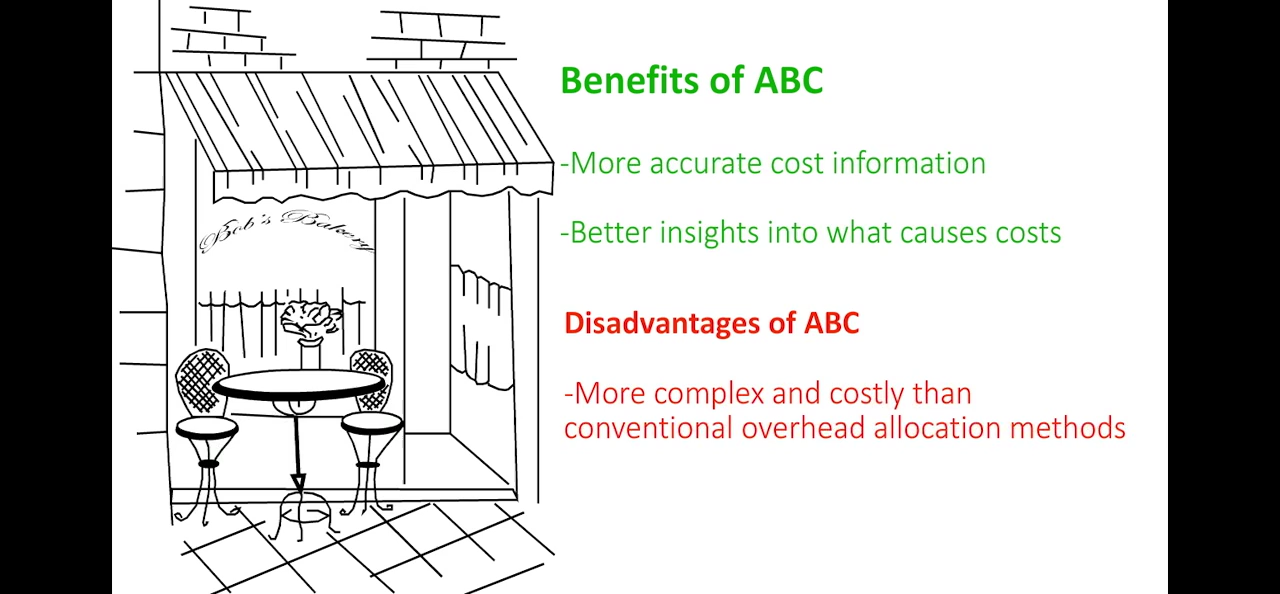 Bob's Bakery
Benefits of ABC
-More accurate cost information
-Better insights into what causes costs
Disadvantages of ABC
-More complex and costly than
conventional overhead allocation methods